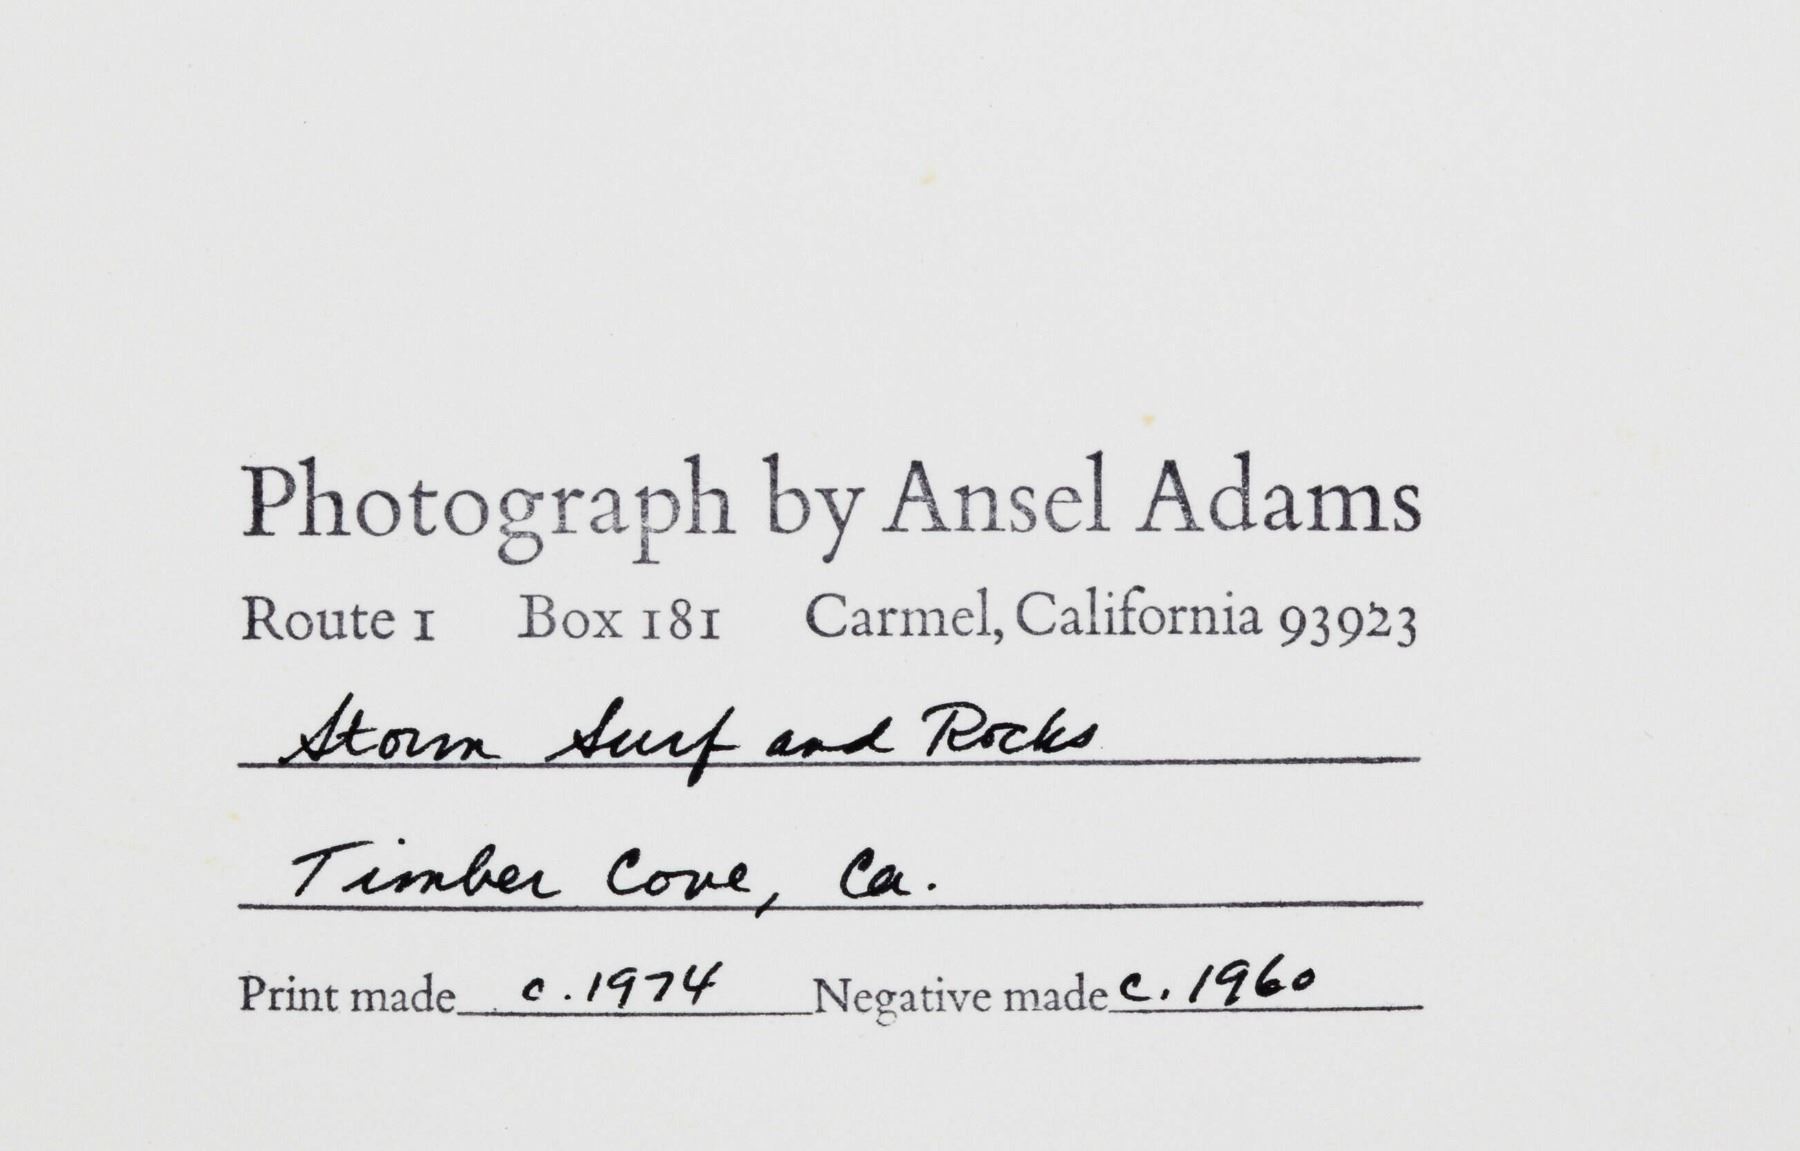 Photograph by Ansel Adams
Route 1 Box 181 Carmel, California 93923
Storm Surf and Rocks
Timber Cove, Ca.
Print made c. 1974 Negative made c. 1960